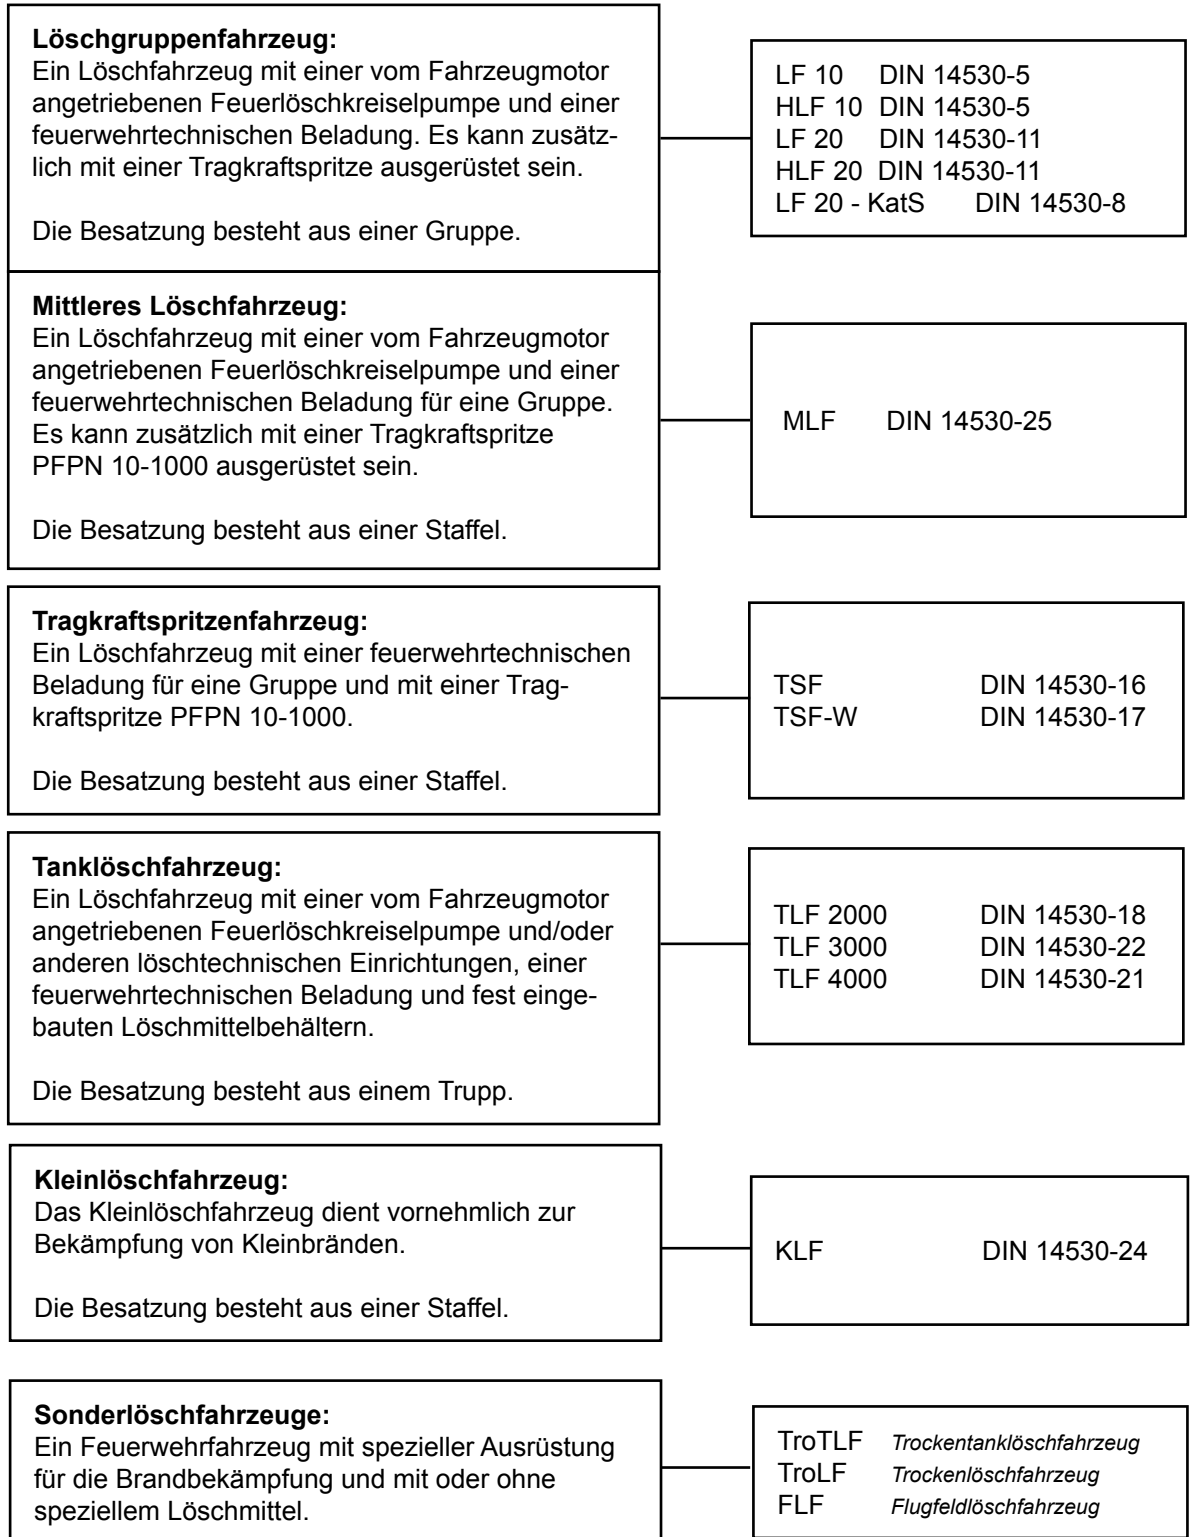 Löschgruppenfahrzeug:
Ein Löschfahrzeug mit einer vom Fahrzeugmotor
angetriebenen Feuerlöschkreiselpumpe und einer
feuerwehrtechnischen Beladung. Es kann zusätz-
lich mit einer Tragkraftspritze ausgerüstet sein.
Die Besatzung besteht aus einer Gruppe.
LF 10 DIN 14530-5
HLF 10 DIN 14530-5
LF 20 DIN 14530-11
HLF 20 DIN 14530-11
LF 20 - KatS DIN 14530-8
Mittleres Löschfahrzeug:
Ein Löschfahrzeug mit einer vom Fahrzeugmotor
angetriebenen Feuerlöschkreiselpumpe und einer
feuerwehrtechnischen Beladung für eine Gruppe.
Es kann zusätzlich mit einer Tragkraftspritze
PFPN 10-1000 ausgerüstet sein.
Die Besatzung besteht aus einer Staffel.
MLF DIN 14530-25
Tragkraftspritzenfahrzeug:
Ein Löschfahrzeug mit einer feuerwehrtechnischen
Beladung für eine Gruppe und mit einer Trag-
kraftspritze PFPN 10-1000.
Die Besatzung besteht aus einer Staffel.
TSF DIN 14530-16
TSF-W DIN 14530-17
Tanklöschfahrzeug:
Ein Löschfahrzeug mit einer vom Fahrzeugmotor
angetriebenen Feuerlöschkreiselpumpe und/oder
anderen löschtechnischen Einrichtungen, einer
feuerwehrtechnischen Beladung und fest einge-
bauten Löschmittelbehältern.
Die Besatzung besteht aus einem Trupp.
TLF 2000 DIN 14530-18
TLF 3000 DIN 14530-22
TLF 4000 DIN 14530-21
Kleinlöschfahrzeug:
Das Kleinlöschfahrzeug dient vornehmlich zur
Bekämpfung von Kleinbränden.
Die Besatzung besteht aus einer Staffel.
KLF DIN 14530-24
Sonderlöschfahrzeuge:
Ein Feuerwehrfahrzeug mit spezieller Ausrüstung
für die Brandbekämpfung und mit oder ohne
speziellem Löschmittel.
TroTLF Trockentanklöschfahrzeug
TroLF Trockenlöschfahrzeug
FLF Flugfeldlöschfahrzeug